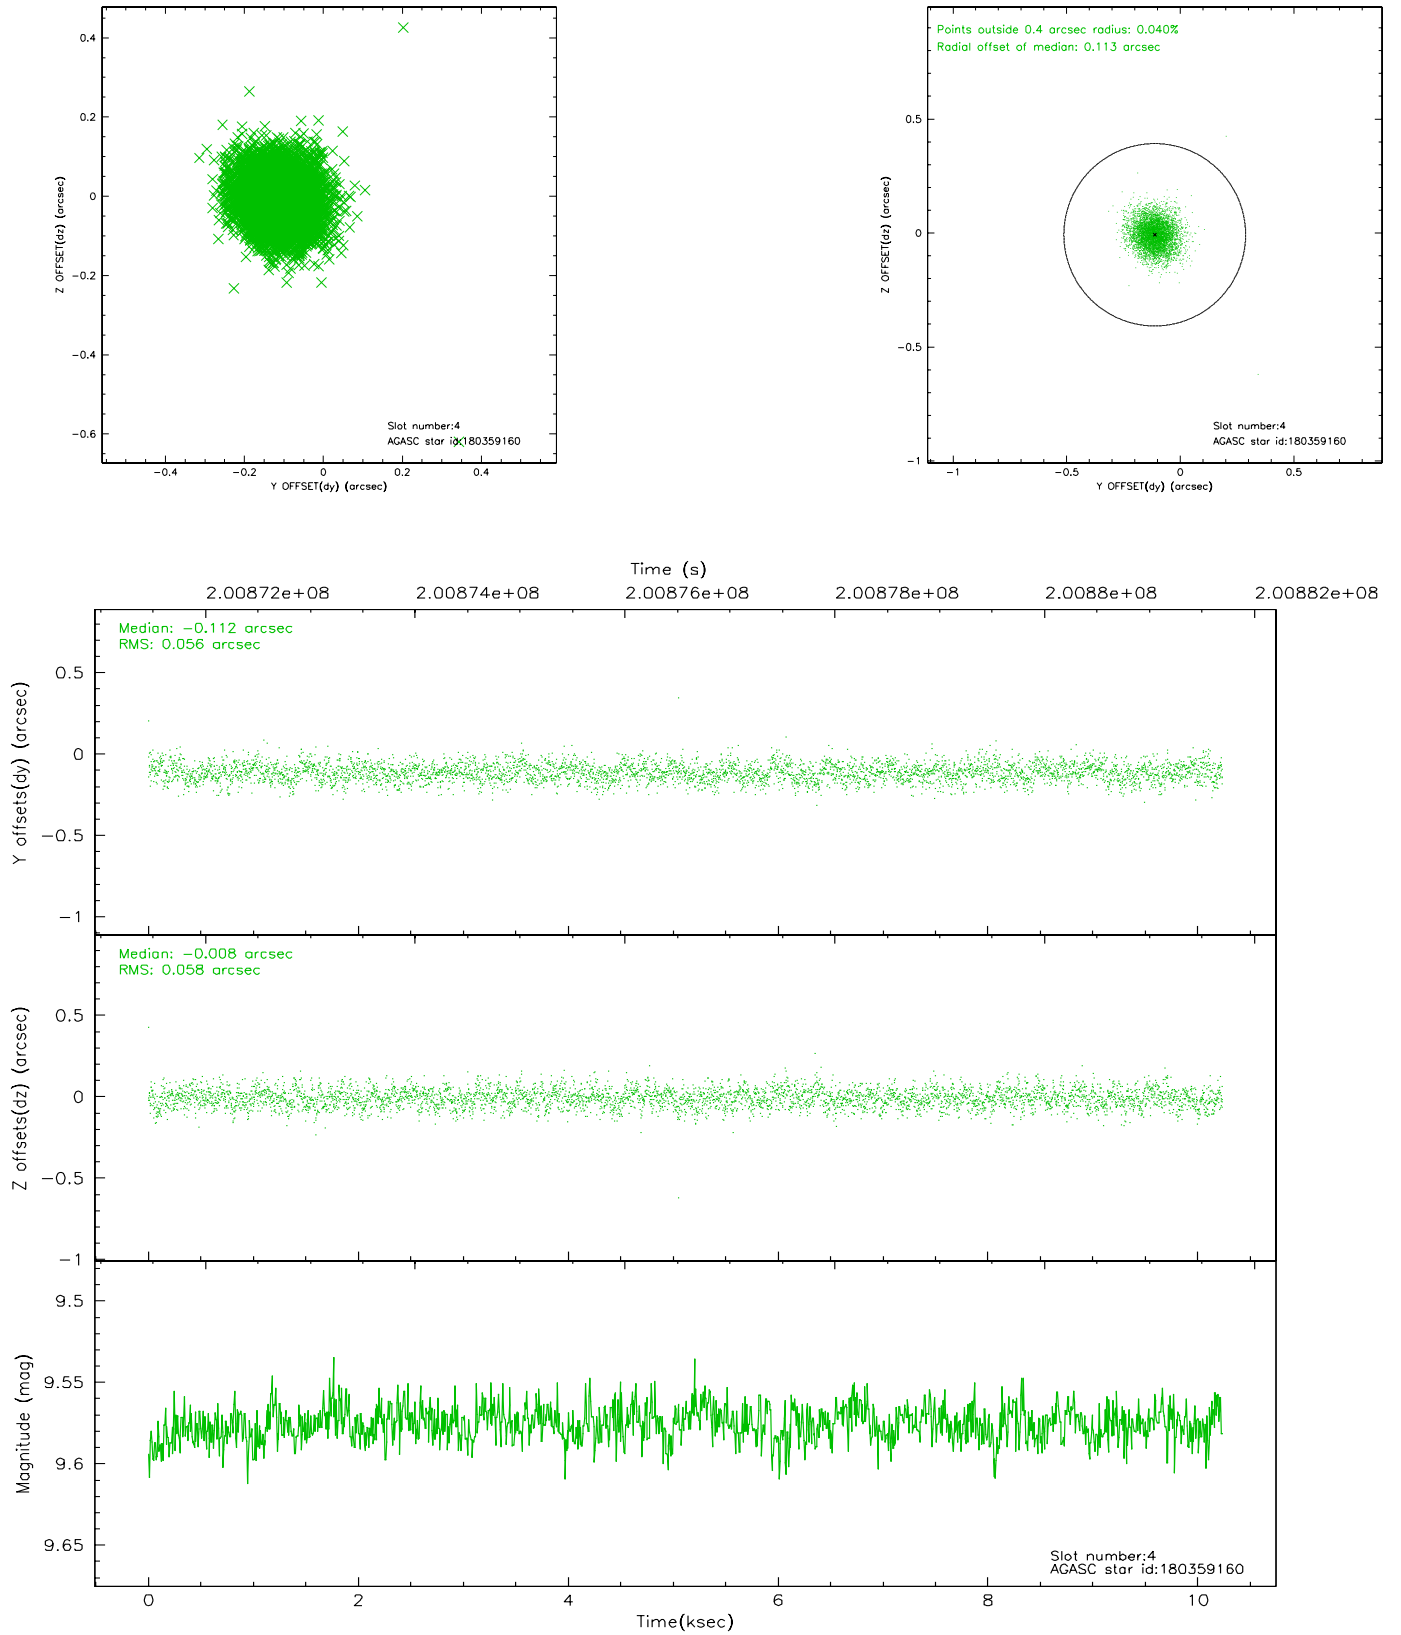 0.4
0.2
0
−0.2
−0.4
−0.6
Z OFFSET(dz) (arcsec)
Slot number:4
AGASC star id:180359160
−0.4 −0.2 0 0.2 0.4
Y OFFSET(dy) (arcsec)
Points outside 0.4 arcsec radius: 0.040%
Radial offset of median: 0.113 arcsec
0.5
0
−0.5
−1
Z OFFSET(dz) (arcsec)
Slot number:4
AGASC star id:180359160
−1 −0.5 0 0.5
Y OFFSET(dy) (arcsec)
Time (s)
2.00872e+08 2.00874e+08 2.00876e+08 2.00878e+08 2.0088e+08 2.00882e+08
Median: −0.112 arcsec
RMS: 0.056 arcsec
0.5
0
−0.5
−1
Y offsets(dy) (arcsec)
Median: −0.008 arcsec
RMS: 0.058 arcsec
0.5
0
−0.5
−1
Z offsets(dz) (arcsec)
9.5
9.55
9.6
9.65
Magnitude (mag)
Slot number:4
AGASC star id:180359160
0 2 4 6 8 10
Time(ksec)